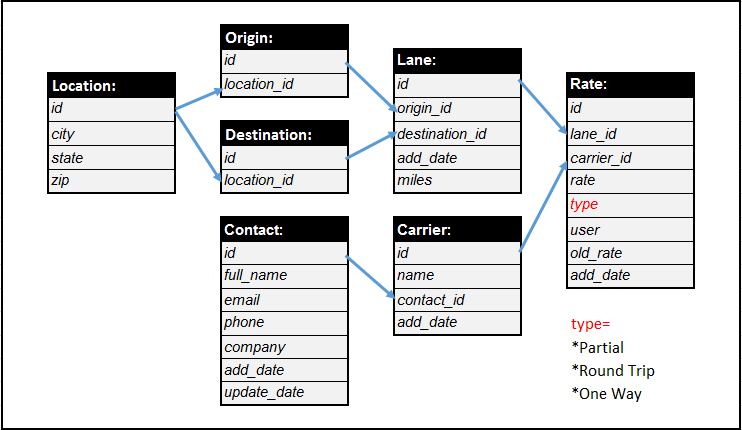 Location:
id
city
state
zip
Origin:
id
location_id
Destination:
id
location_id
Contact:
id
full_name
email
phone
company
add_date
update_date
Lane:
id
origin_id
destination_id
add_date
miles
Carrier:
id
name
contact_id
add_date
Rate:
id
lane_id
carrier_id
rate
type
user
old_rate
add_date
type=
*Partial
*Round Trip
*One Way